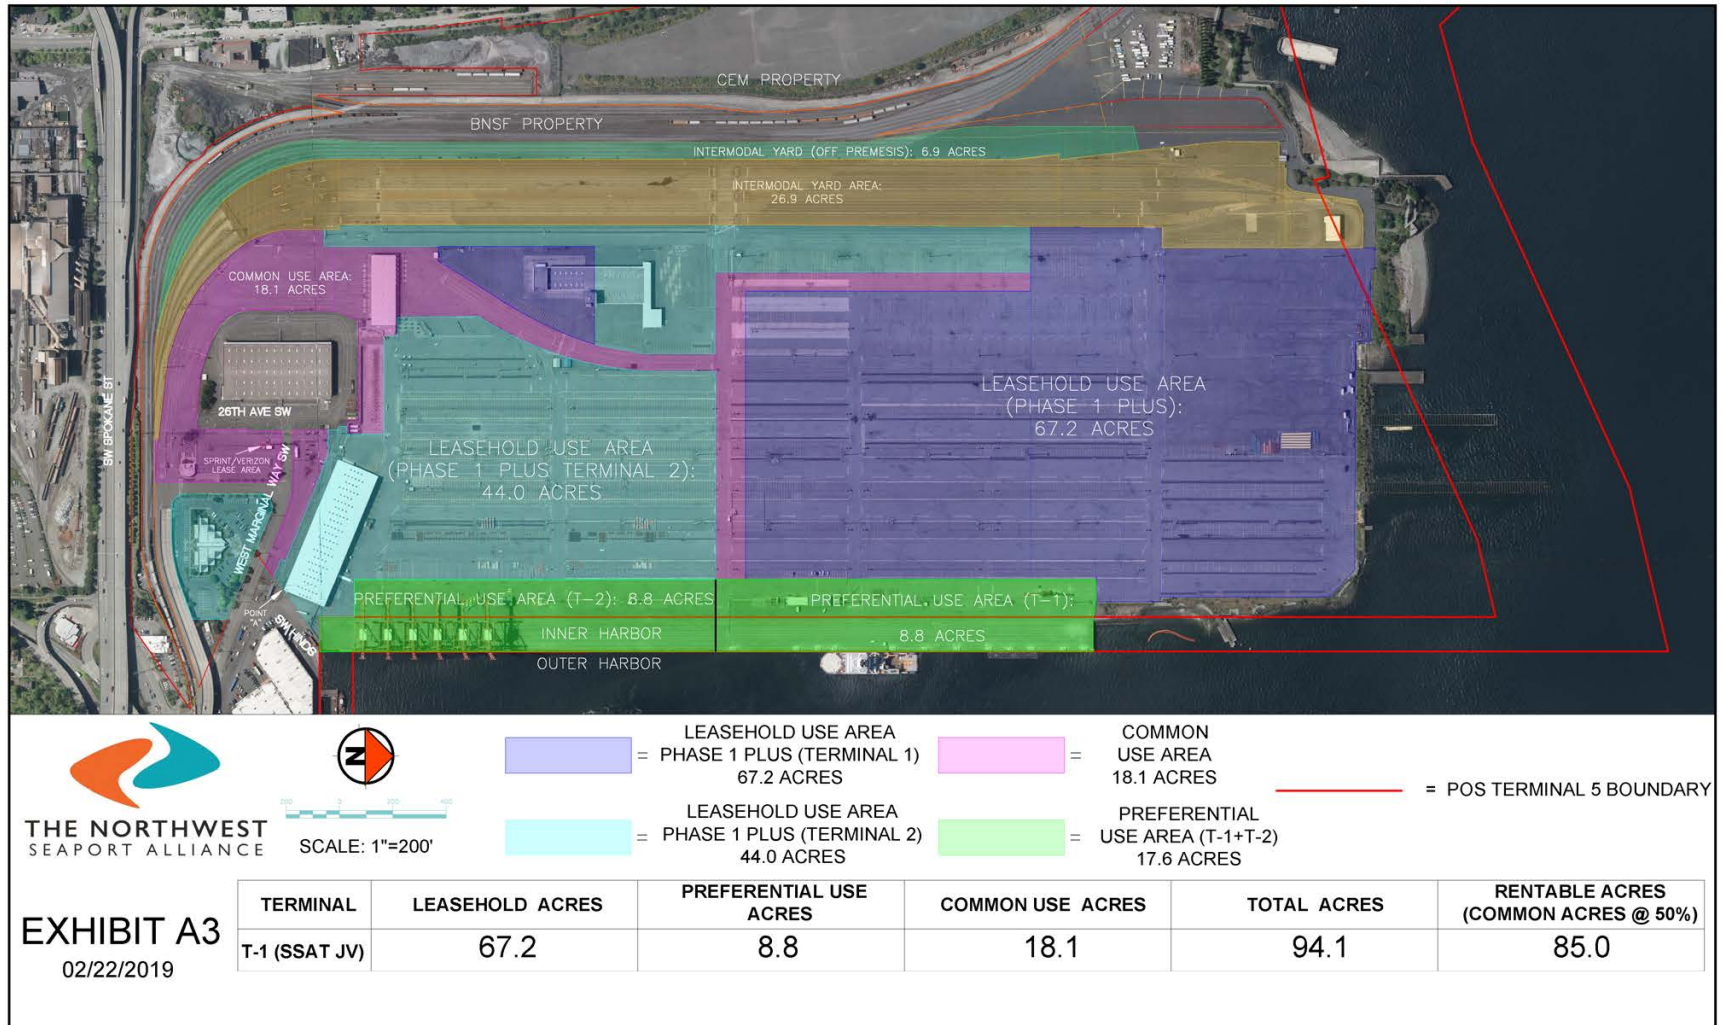 CEM PROPERTY
BNSF PROPERTY
INTERMODAL YARD (OFF PREMESIS): 6.9 ACRES
INTERMODAL YARD AREA:
26.9 ACRES
COMMON USE AREA:
18.1 ACRES
SW SPOKANE ST
26TH AVE SW
SPRINT/VERIZON
LEASE AREA
WEST MARGINAL WAY SW
LEASEHOLD USE AREA
(PHASE 1 PLUS TERMINAL 2):
44.0 ACRES
LEASEHOLD USE AREA
(PHASE 1 PLUS):
67.2 ACRES
POINT
"A"
SW HINDS
PREFERENTIAL USE AREA (T-2): 8.8 ACRES
PREFERENTIAL USE AREA (T-1):
8.8 ACRES
INNER HARBOR
OUTER HARBOR
THE NORTHWEST
SEAPORT ALLIANCE
N
200 0 200 400
SCALE: 1"=200'
= LEASEHOLD USE AREA
PHASE 1 PLUS (TERMINAL 1)
67.2 ACRES
= LEASEHOLD USE AREA
PHASE 1 PLUS (TERMINAL 2)
44.0 ACRES
= COMMON
USE AREA
18.1 ACRES
= PREFERENTIAL
USE AREA (T-1+T-2)
17.6 ACRES
= POS TERMINAL 5 BOUNDARY
EXHIBIT A3
02/22/2019
TERMINAL LEASEHOLD ACRES PREFERENTIAL USE ACRES COMMON USE ACRES TOTAL ACRES RENTABLE ACRES (COMMON ACRES @ 50%)
T-1 (SSAT JV) 67.2 8.8 18.1 94.1 85.0